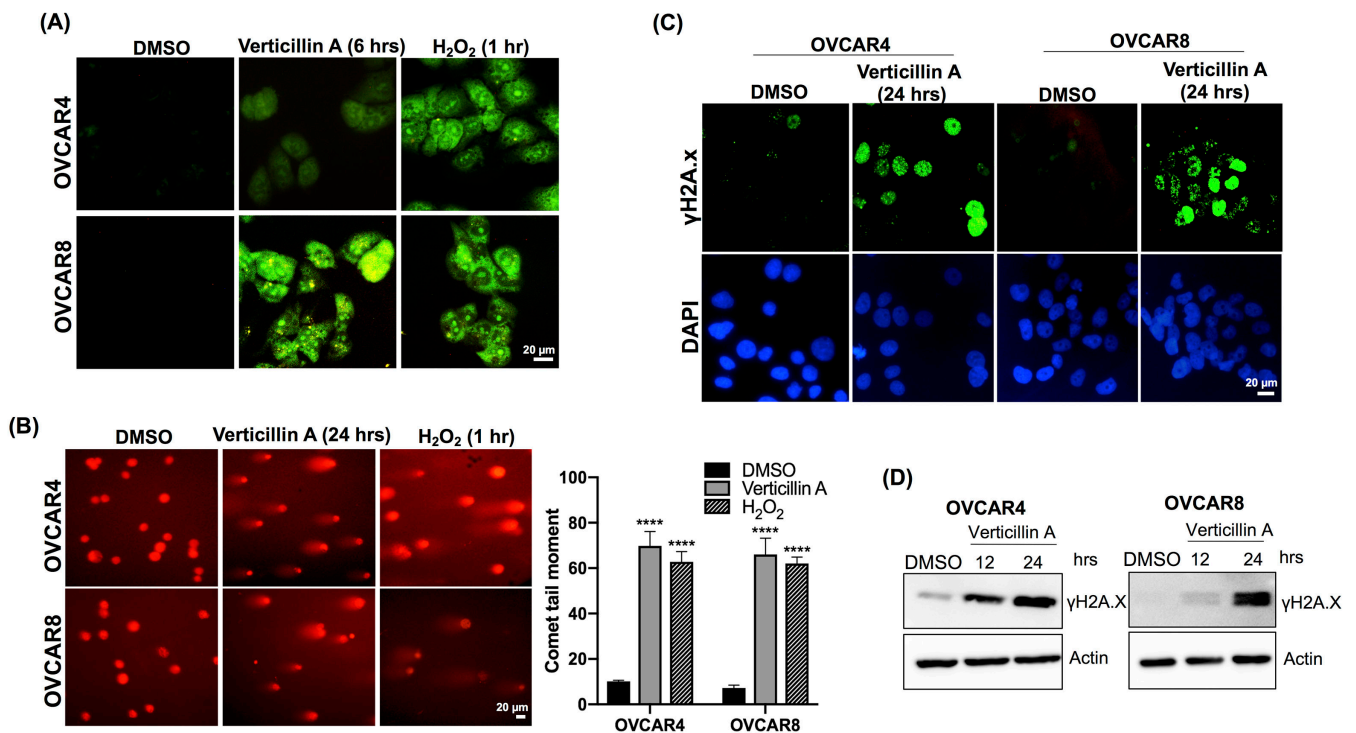 (A)
DMSO
Verticillin A (6 hrs)
H₂O₂ (1 hr)
OVCAR4
OVCAR8
20 µm
(B)
DMSO
Verticillin A (24 hrs)
H₂O₂ (1 hr)
OVCAR4
OVCAR8
20 µm
Comet tail moment
100
80
60
40
20
0
DMSO
Verticillin A
H₂O₂
****
****
****
****
OVCAR4
OVCAR8
(C)
OVCAR4
OVCAR8
DMSO
Verticillin A
(24 hrs)
DMSO
Verticillin A
(24 hrs)
γH2A.x
DAPI
20 µm
(D)
OVCAR4
Verticillin A
DMSO 12 24 hrs
γH2A.X
Actin
OVCAR8
Verticillin A
DMSO 12 24
γH2A.X
Actin